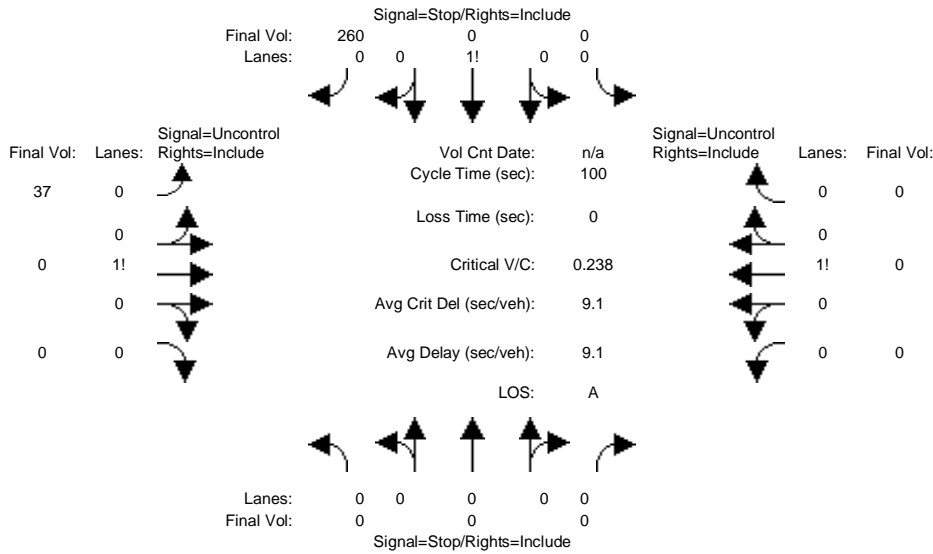 Signal=Stop/Rights=Include
Final Vol: 260 0 0
Lanes: 0 0 1! 0 0
Signal=Uncontrol Signal=Uncontrol
Final Vol: Lanes: Rights=Include Vol Cnt Date: n/a Rights=Include Lanes: Final Vol:
Cycle Time (sec): 100
37 0 0 0
Loss Time (sec): 0
0 0
0 1! Critical V/C: 0.238 1! 0
0 Avg Crit Del (sec/veh): 9.1 0
0 0 Avg Delay (sec/veh): 9.1 0 0
LOS: A
Lanes: 0 0 0 0 0
Final Vol: 0 0 0
Signal=Stop/Rights=Include